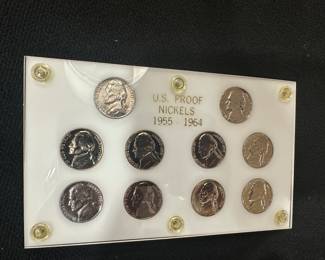 U.S. PROOF
NICKELS
1955 - 1964